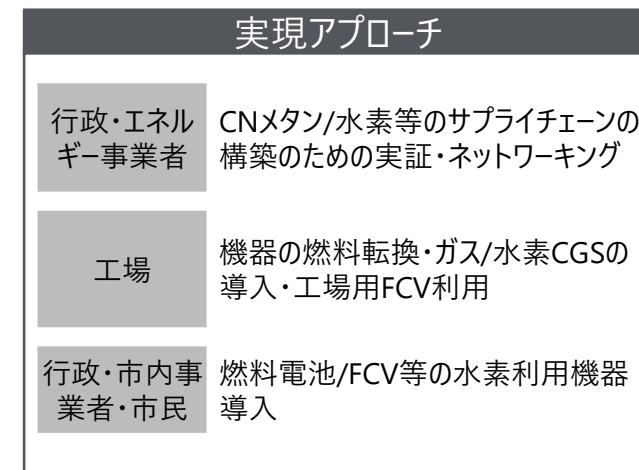 実現アプローチ
行政・エネル
ギー事業者
CNメタン/水素等のサプライチェーンの
構築のための実証・ネットワーキング
工場
機器の燃料転換・ガス/水素CGSの
導入・工場用FCV利用
行政・市内事
業者・市民
燃料電池/FCV等の水素利用機器
導入